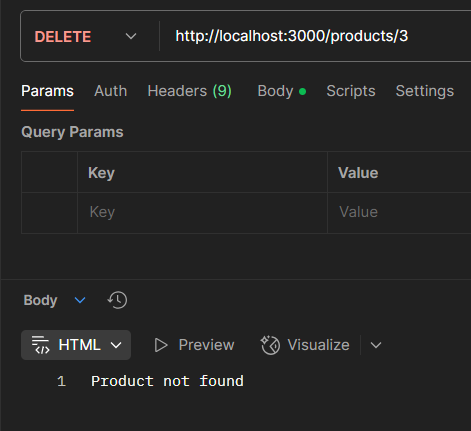 DELETE http://localhost:3000/products/3
Params Auth Headers (9) Body Scripts Settings
Query Params
Key Value
Key Value
Body
HTML Preview Visualize
1 Product not found